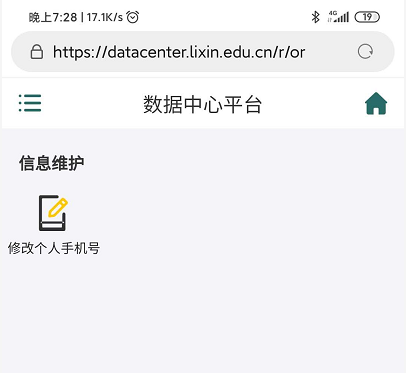 晚上7:28 | 17.1K/s
4G
19
https://datacenter.lixin.edu.cn/r/or
数据中心平台
信息维护
修改个人手机号